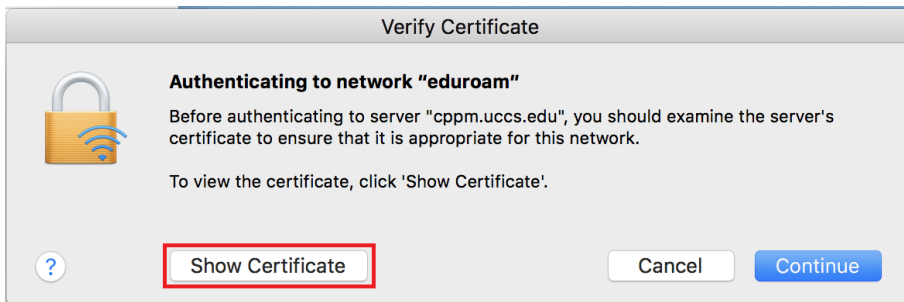 Verify Certificate
Authenticating to network “eduroam”
Before authenticating to server "cppm.uccs.edu", you should examine the server's
certificate to ensure that it is appropriate for this network.
To view the certificate, click 'Show Certificate'.
? Show Certificate Cancel Continue